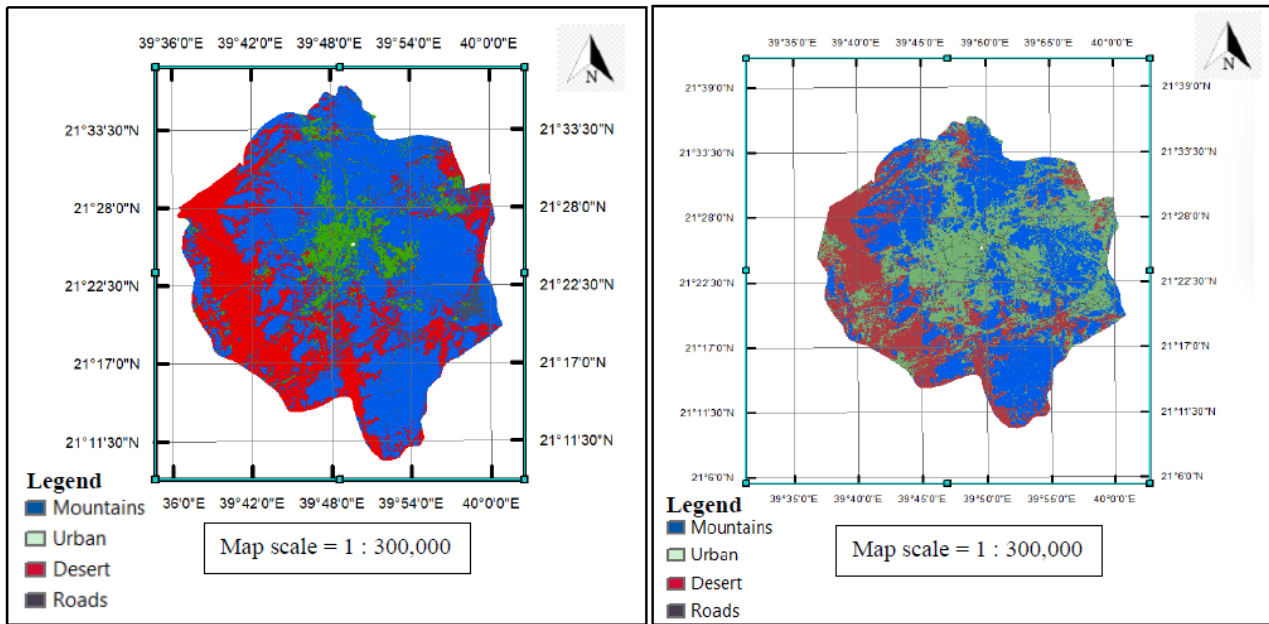 39°36'0"E 39°42'0"E 39°48'0"E 39°54'0"E 40°0'0"E
N
21°33'30"N 21°33'30"N
21°28'0"N 21°28'0"N
21°22'30"N 21°22'30"N
21°17'0"N 21°17'0"N
21°11'30"N 21°11'30"N
36'0"E 39°42'0"E 39°48'0"E 39°54'0"E 40°0'0"E
Legend
Mountains
Urban
Desert
Roads
Map scale = 1 : 300,000
39°35'0"E 39°40'0"E 39°45'0"E 39°50'0"E 39°55'0"E 40°0'0"E
N
21°39'0"N 21°39'0"N
21°33'30"N 21°33'30"N
21°28'0"N 21°28'0"N
21°22'30"N 21°22'30"N
21°17'0"N 21°17'0"N
21°11'30"N 21°11'30"N
21°6'0"N 21°6'0"N
39°35'0"E 39°40'0"E 39°45'0"E 39°50'0"E 39°55'0"E 40°0'0"E
Legend
Mountains
Urban
Desert
Roads
Map scale = 1 : 300,000